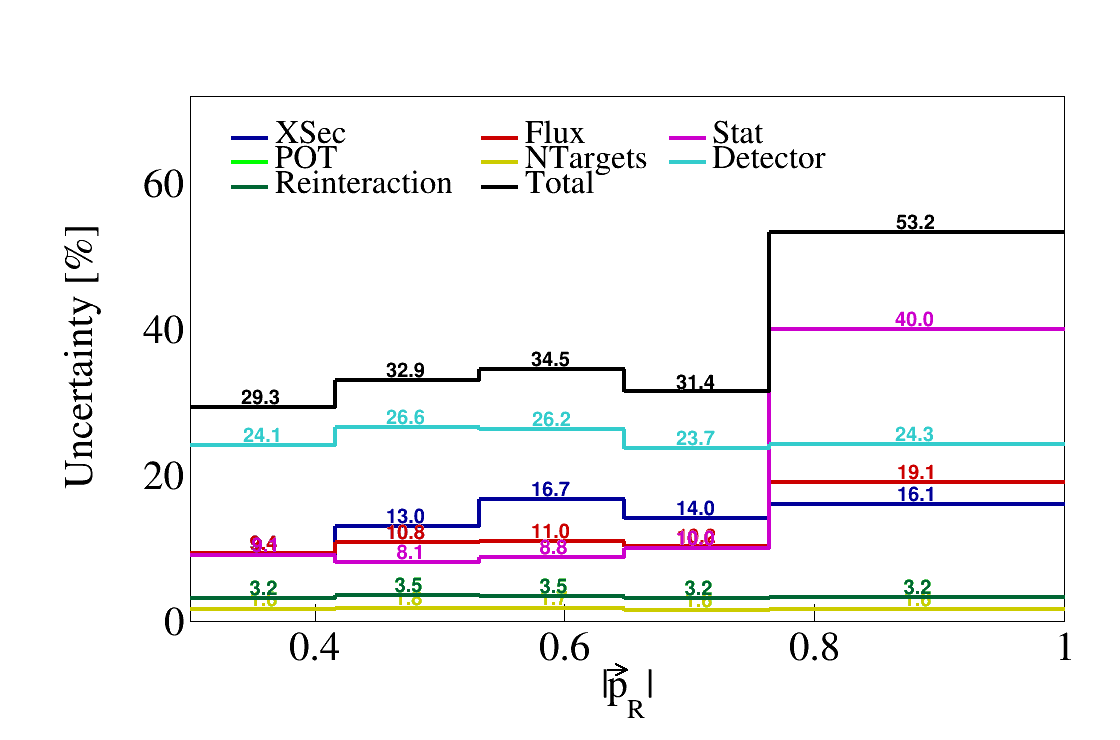 XSec Flux Stat
POT NTargets Detector
Reinteraction Total
Uncertainty [%]
60
40
20
0
53.2
40.0
29.3 32.9 34.5 31.4
24.1 26.6 26.2 23.7 24.3
19.1
13.0 16.7 14.0 16.1
9.4 10.8 11.0
8.1 8.8
3.2 3.5 3.5 3.2 3.2
0.4 0.6 0.8 1
|p⃗R|